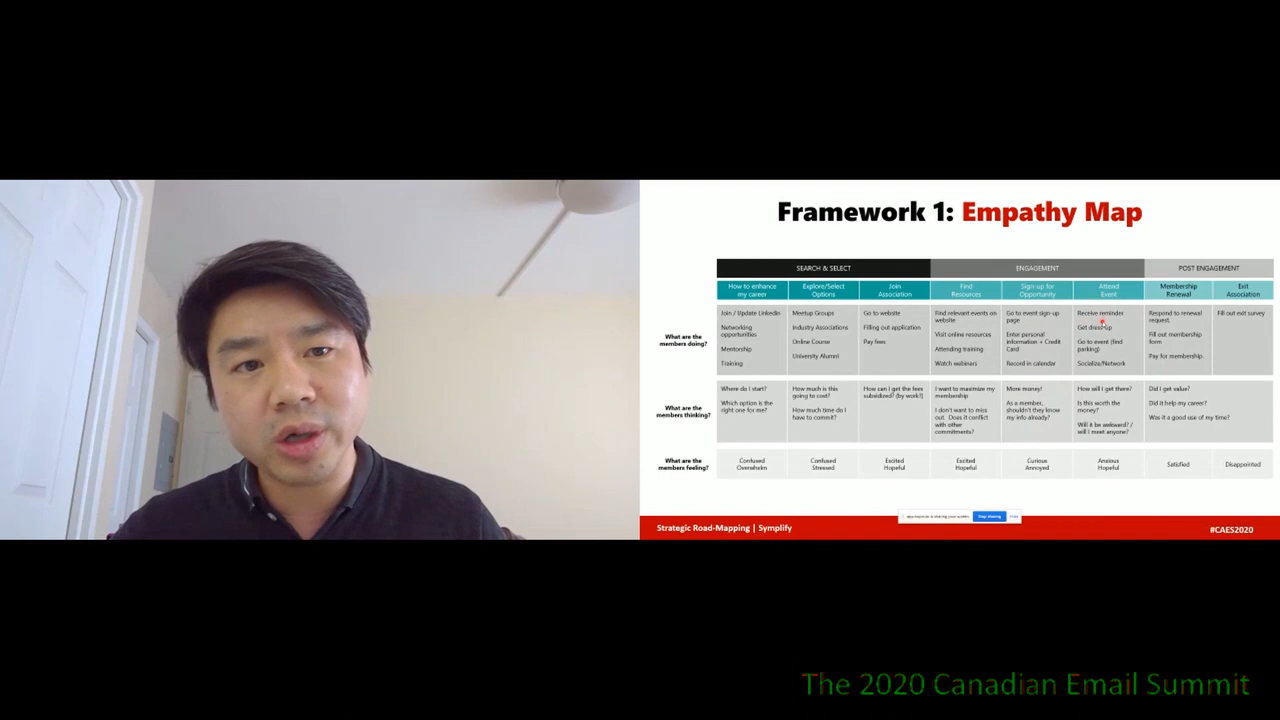 Framework 1: Empathy Map
SEARCH & SELECT
ENGAGEMENT
POST ENGAGEMENT
How to enhance
my career
Explore/Select
Options
Join
Association
Find
Resources
Sign-up for
Opportunity
Attend
Event
Membership
Renewal
Exit
Association
What are the
members doing?
Join / Update LinkedIn
Networking
opportunities
Mentorship
Training
Meetup Groups
Industry Associations
Online Course
University Alumni
Go to website
Filling out application
Pay fees
Find relevant events on
website
Visit online resources
Attending training
Watch webinars
Go to event sign-up
page
Enter personal
information + Credit
Card
Record in calendar
Receive reminder
Get dress-up
Go to event (find
parking)
Socialize/Network
Respond to renewal
request.
Fill out membership
form
Pay for membership.
Fill out exit survey
What are the
members thinking?
Where do I start?
Which option is the
right one for me?
How much is this
going to cost?
How much time do I
have to commit?
How can I get the fees
subsidized? (by work?)
I want to maximize my
membership
I don't want to miss
out. Does it conflict
with other
commitments?
More money!
As a member,
shouldn't they know
my info already?
How will I get there?
Is this worth the
money?
Will it be awkward? /
will I meet anyone?
Did I get value?
Did it help my career?
Was it a good use of my time?
What are the
members feeling?
Confused
Overwhelm
Confused
Stressed
Excited
Hopeful
Excited
Hopeful
Curious
Annoyed
Anxious
Hopeful
Satisfied
Disappointed
Stop sharing
Hide
Strategic Road-Mapping | Symplify
#CAES2020
The 2020 Canadian Email Summit